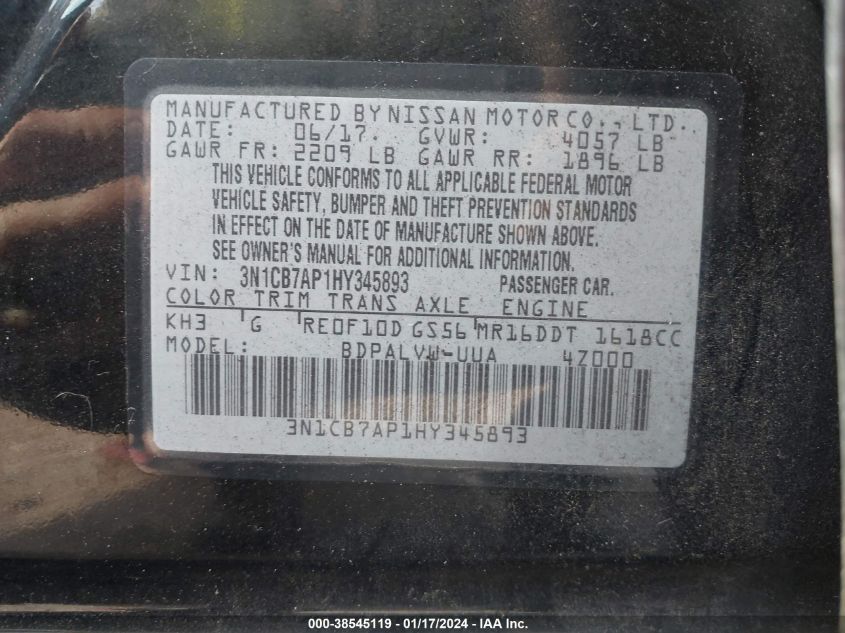 MANUFACTURED BY NISSAN MOTOR CO., LTD.
DATE: 06/17. GVWR: 4057 LB
GAWR FR: 2209 LB GAWR RR: 1896 LB
THIS VEHICLE CONFORMS TO ALL APPLICABLE FEDERAL MOTOR
VEHICLE SAFETY, BUMPER AND THEFT PREVENTION STANDARDS
IN EFFECT ON THE DATE OF MANUFACTURE SHOWN ABOVE.
SEE OWNER'S MANUAL FOR ADDITIONAL INFORMATION.
VIN: 3N1CB7AP1HY345893 PASSENGER CAR.
COLOR TRIM TRANS AXLE ENGINE
KH3 G RE0F10D GS56 MR16DDT 1618CC
MODEL: BDPALVW-UUA 4Z000
3N1CB7AP1HY345893
000-38545119 - 01/17/2024 - IAA Inc.